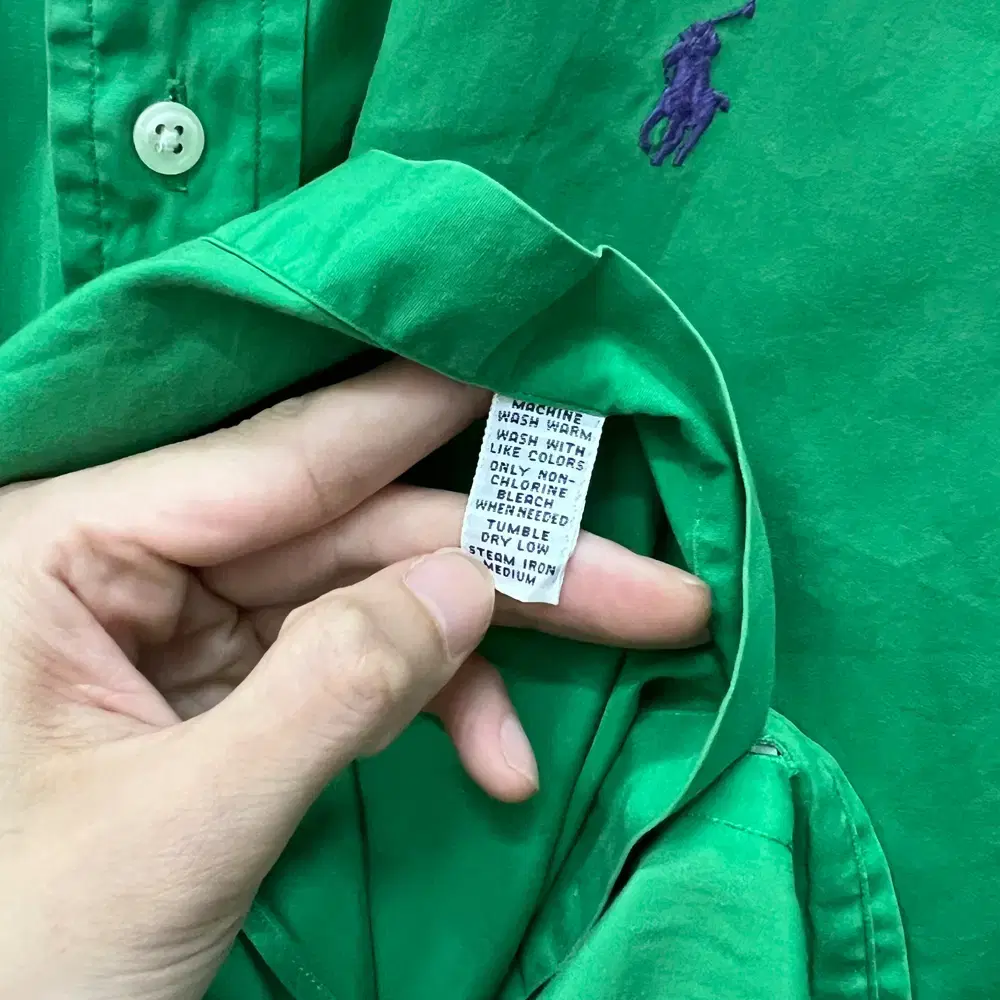 MACHINE
WASH WARM
WASH WITH
LIKE COLORS
ONLY NON-
CHLORINE
BLEACH
WHEN NEEDED
TUMBLE
DRY LOW
STEAM IRON
MEDIUM